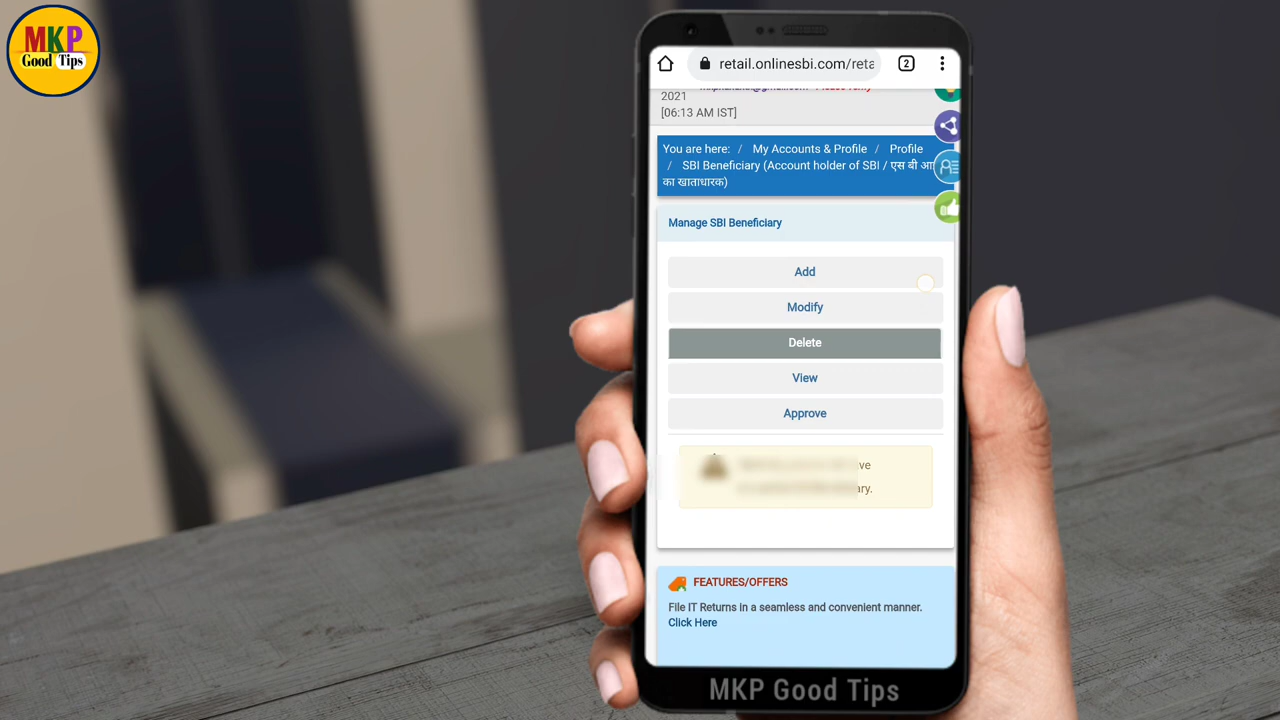 MKP
Good Tips
retail.onlinesbi.com/reta
2
2021
[06:13 AM IST]
You are here: / My Accounts & Profile / Profile
/ SBI Beneficiary (Account holder of SBI / एस बी आ
का खाताधारक)
Manage SBI Beneficiary
Add
Modify
Delete
View
Approve
ve
ary.
FEATURES/OFFERS
File IT Returns in a seamless and convenient manner.
Click Here
MKP Good Tips